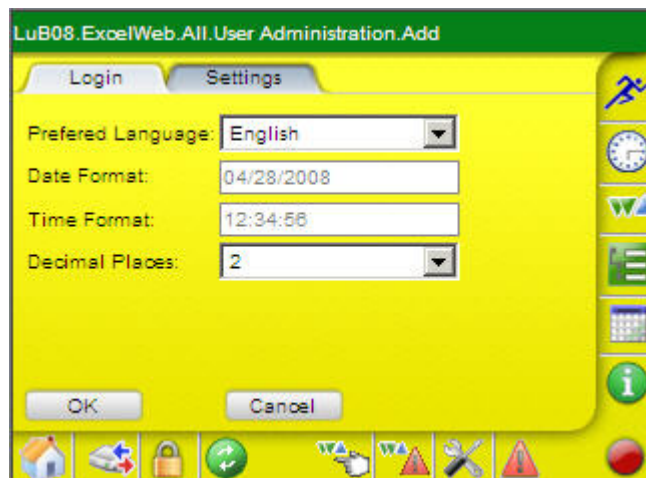 LuB08.ExcelWeb.All.User Administration.Add
Login Settings
Prefered Language: English
Date Format: 04/28/2008
Time Format: 12:34:56
Decimal Places: 2
OK Cancel